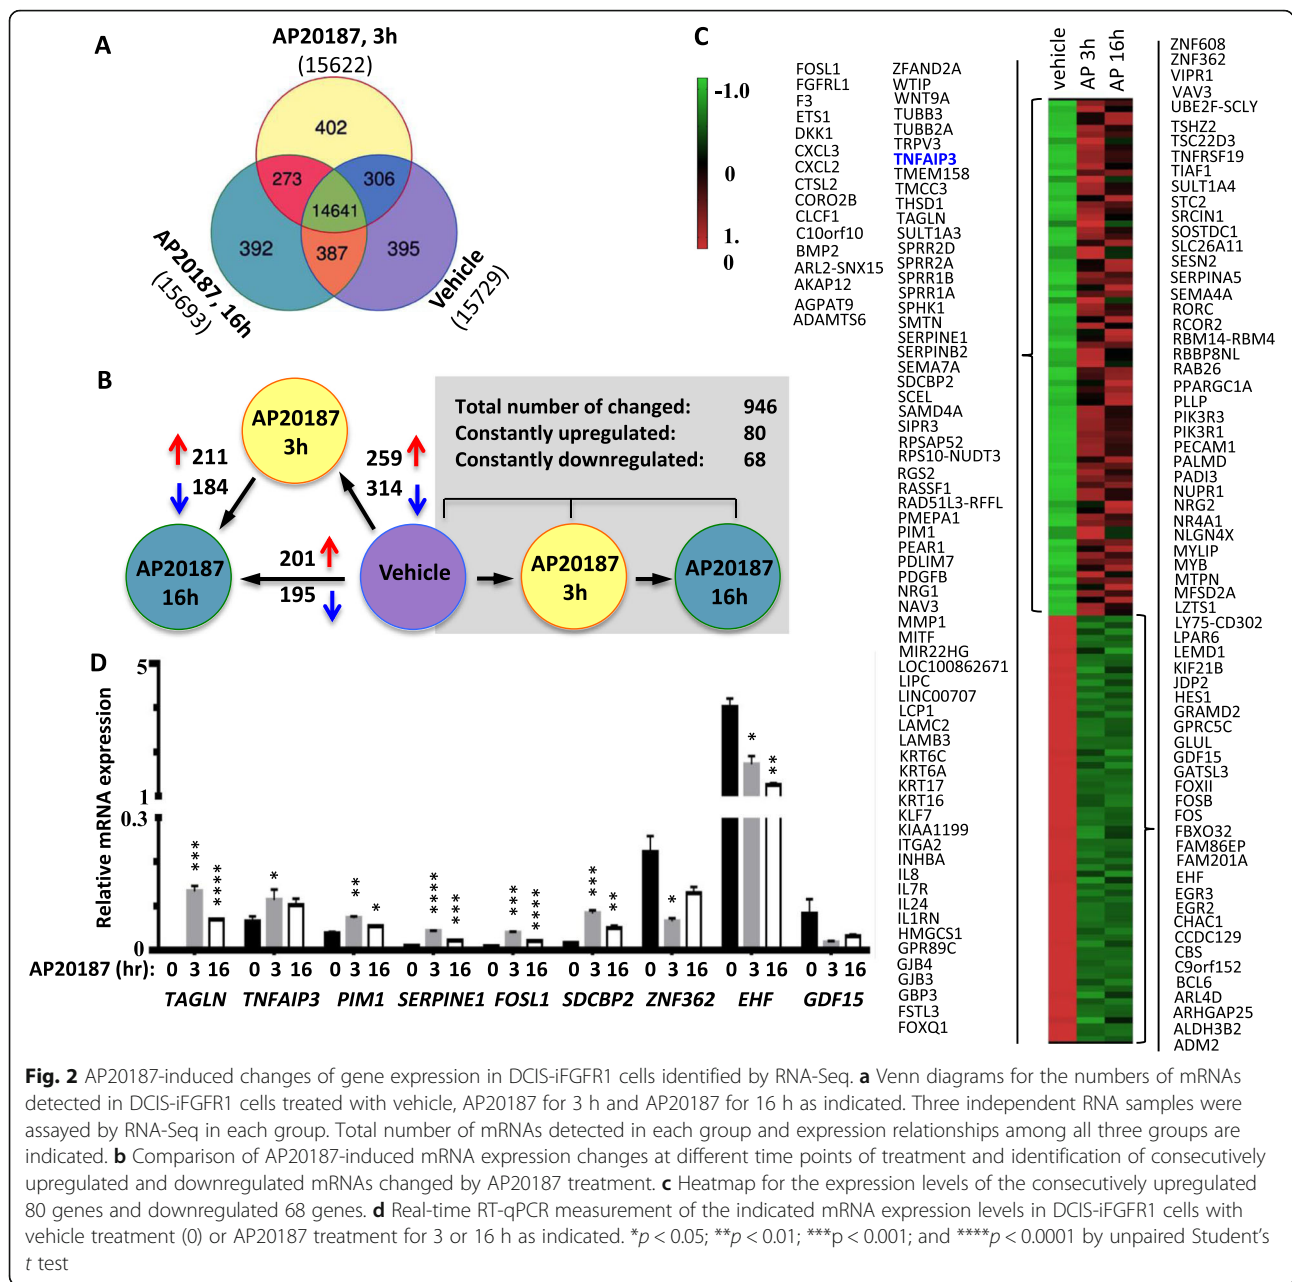 A
AP20187, 3h
(15622)
402
273
306
14641
392
387
395
AP20187, 16h
(15693)
Vehicle
(15729)
B
AP20187
3h
211
184
259
314
AP20187
16h
201
195
Vehicle
Total number of changed: 946
Constantly upregulated: 80
Constantly downregulated: 68
AP20187
3h
AP20187
16h
C
-1.0
0
1.
0
FOSL1
FGFRL1
F3
ETS1
DKK1
CXCL3
CXCL2
CTSL2
CORO2B
CLCF1
C10orf10
BMP2
ARL2-SNX15
AKAP12
AGPAT9
ADAMTS6
ZFAND2A
WTIP
WNT9A
TUBB3
TUBB2A
TRPV3
TNFAIP3
TMEM158
TMCC3
THSD1
TAGLN
SULT1A3
SPRR2D
SPRR2A
SPRR1B
SPRR1A
SPHK1
SMTN
SERPINE1
SERPINB2
SEMA7A
SDCBP2
SCEL
SAMD4A
SIPR3
RPSAP52
RPS10-NUDT3
RGS2
RASSF1
RAD51L3-RFFL
PMEPA1
PIM1
PEAR1
PDLIM7
PDGFB
NRG1
NAV3
MMP1
MITF
MIR22HG
LOC100862671
LIPC
LINC00707
LCP1
LAMC2
LAMB3
KRT6C
KRT6A
KRT17
KRT16
KLF7
KIAA1199
ITGA2
INHBA
IL8
IL7R
IL24
IL1RN
HMGCS1
GPR89C
GJB4
GJB3
GBP3
FSTL3
FOXQ1
vehicle
AP 3h
AP 16h
ZNF608
ZNF362
VIPR1
VAV3
UBE2F-SCLY
TSHZ2
TSC22D3
TNFRSF19
TIAF1
SULT1A4
STC2
SRCIN1
SOSTDC1
SLC26A11
SESN2
SERPINA5
SEMA4A
RORC
RCOR2
RBM14-RBM4
RBBP8NL
RAB26
PPARGC1A
PLLP
PIK3R3
PIK3R1
PECAM1
PALMD
PADI3
NUPR1
NRG2
NR4A1
NLGN4X
MYLIP
MYB
MTPN
MFSD2A
LZTS1
LY75-CD302
LPAR6
LEMD1
KIF21B
JDP2
HES1
GRAMD2
GPRC5C
GLUL
GDF15
GATSL3
FOXII
FOSB
FOS
FBXO32
FAM86EP
FAM201A
EHF
EGR3
EGR2
CHAC1
CCDC129
CBS
C9orf152
BCL6
ARL4D
ARHGAP25
ALDH3B2
ADM2
D
Relative mRNA expression
5
1
0.3
0
*** **** * ** * **** *** *** **** *** ** * * **
AP20187 (hr): 0 3 16 0 3 16 0 3 16 0 3 16 0 3 16 0 3 16 0 3 16 0 3 16 0 3 16
TAGLN TNFAIP3 PIM1 SERPINE1 FOSL1 SDCBP2 ZNF362 EHF GDF15
Fig. 2 AP20187-induced changes of gene expression in DCIS-iFGFR1 cells identified by RNA-Seq. a Venn diagrams for the numbers of mRNAs
detected in DCIS-iFGFR1 cells treated with vehicle, AP20187 for 3 h and AP20187 for 16 h as indicated. Three independent RNA samples were
assayed by RNA-Seq in each group. Total number of mRNAs detected in each group and expression relationships among all three groups are
indicated. b Comparison of AP20187-induced mRNA expression changes at different time points of treatment and identification of consecutively
upregulated and downregulated mRNAs changed by AP20187 treatment. c Heatmap for the expression levels of the consecutively upregulated
80 genes and downregulated 68 genes. d Real-time RT-qPCR measurement of the indicated mRNA expression levels in DCIS-iFGFR1 cells with
vehicle treatment (0) or AP20187 treatment for 3 or 16 h as indicated. *p < 0.05; **p < 0.01; ***p < 0.001; and ****p < 0.0001 by unpaired Student's
t test